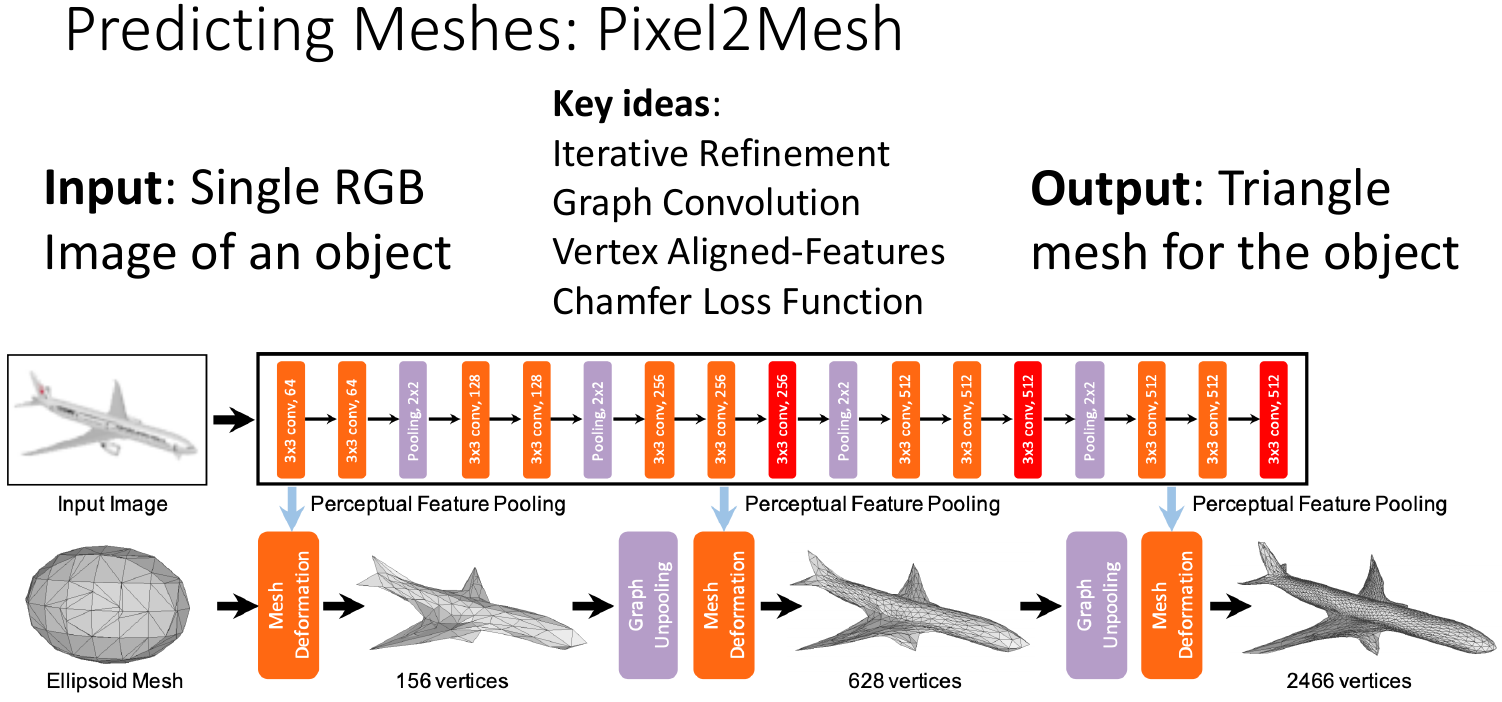 Predicting Meshes: Pixel2Mesh
Key ideas:
Iterative Refinement
Graph Convolution
Vertex Aligned-Features
Chamfer Loss Function
Input: Single RGB
Image of an object
Output: Triangle
mesh for the object
3x3 conv, 64
3x3 conv, 64
Pooling, 2x2
3x3 conv, 128
3x3 conv, 128
Pooling, 2x2
3x3 conv, 256
3x3 conv, 256
3x3 conv, 256
Pooling, 2x2
3x3 conv, 512
3x3 conv, 512
3x3 conv, 512
Pooling, 2x2
3x3 conv, 512
3x3 conv, 512
3x3 conv, 512
Input Image
Perceptual Feature Pooling
Perceptual Feature Pooling
Perceptual Feature Pooling
Mesh
Deformation
Graph
Unpooling
Mesh
Deformation
Graph
Unpooling
Mesh
Deformation
Ellipsoid Mesh
156 vertices
628 vertices
2466 vertices